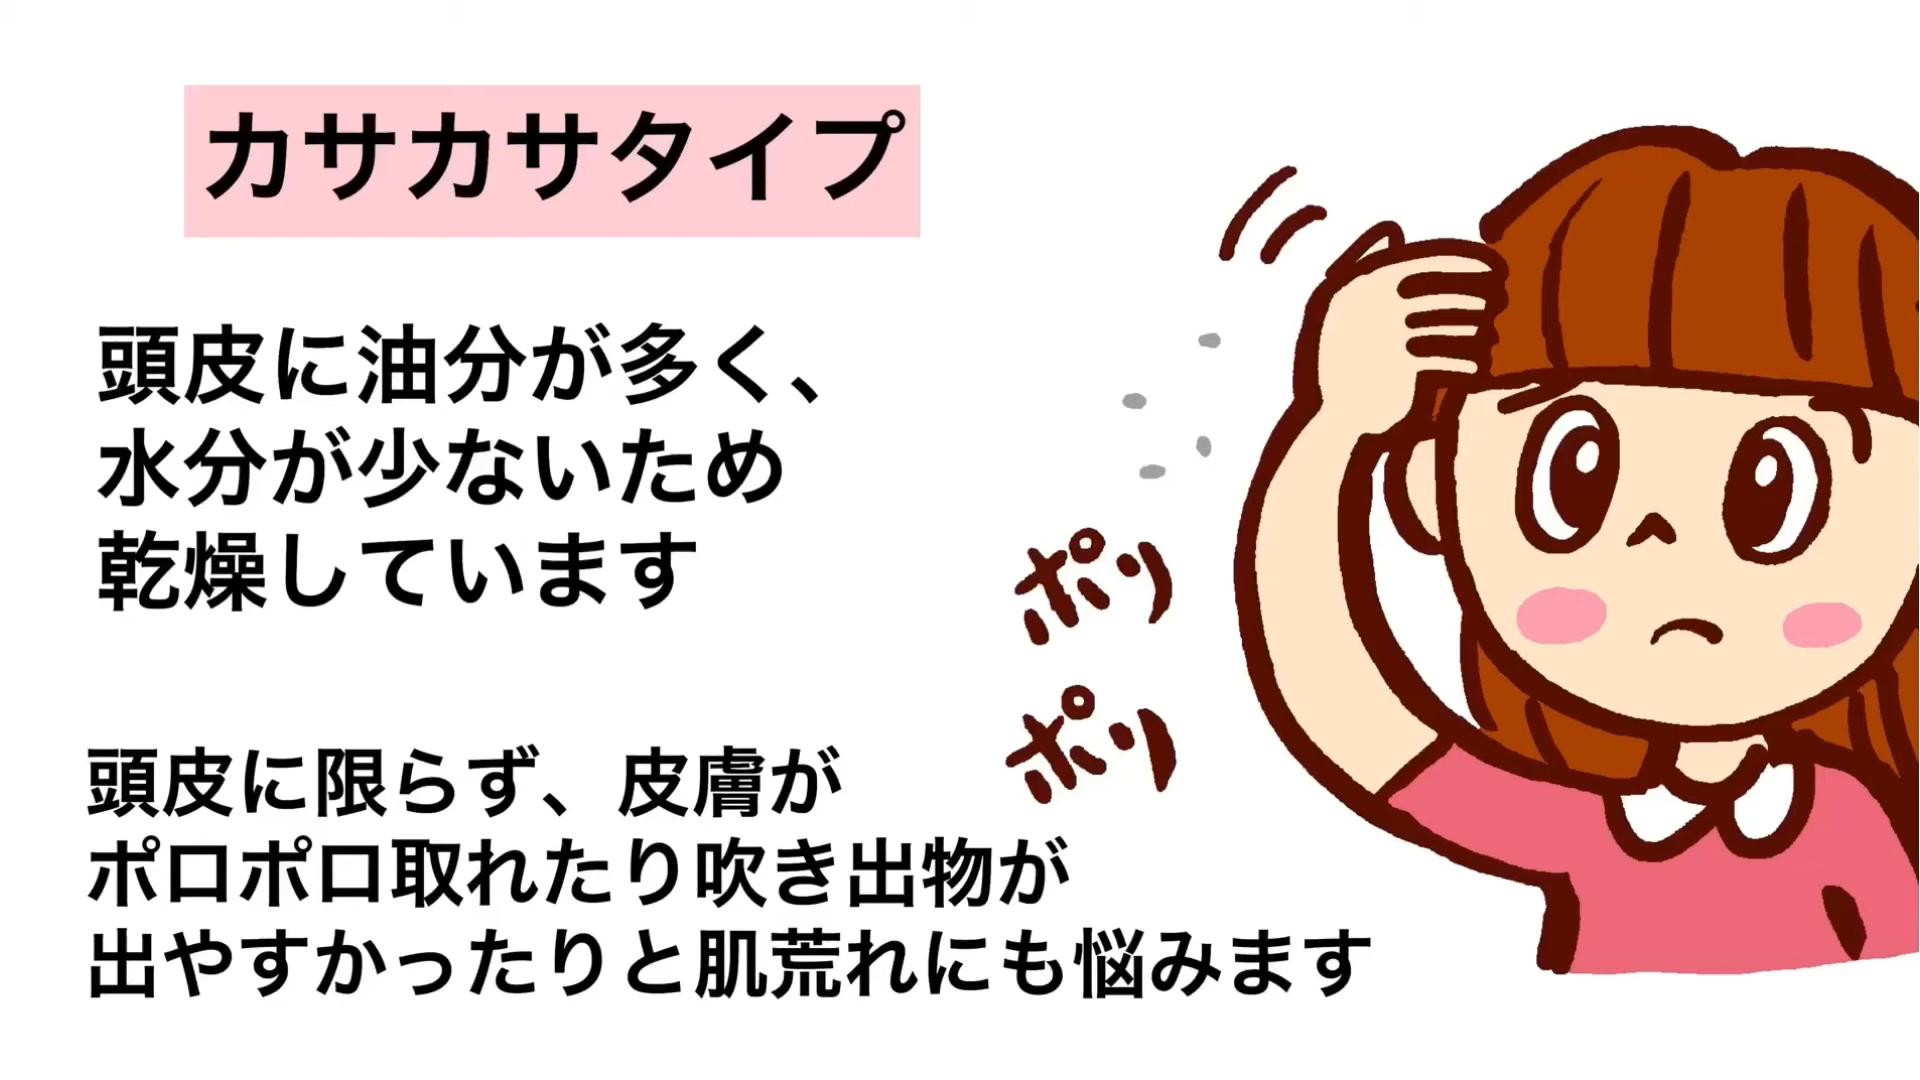 カサカサタイプ
頭皮に油分が多く、
水分が少ないため
乾燥しています
ポリ
ポリ
頭皮に限らず、皮膚が
ポロポロ取れたり吹き出物が
出やすかったりと肌荒れにも悩みます